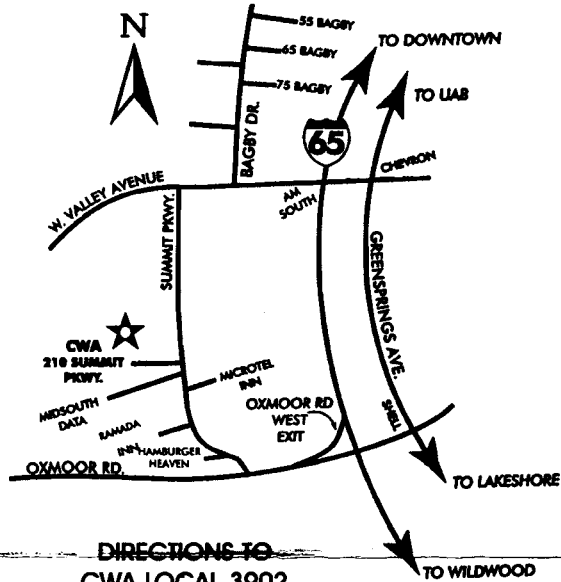 N
55 BAGBY
65 BAGBY
75 BAGBY
TO DOWNTOWN
TO UAB
BAGBY DR.
65
CHEVRON
W. VALLEY AVENUE
AM
SOUTH
SUMMIT PKWY.
GREENSPRINGS AVE.
CWA
210 SUMMIT
PKWY.
MICROTEL
INN
MIDSOUTH
DATA
OXMOOR RD
WEST
EXIT
SHELL
RAMADA
INN
HAMBURGER
HEAVEN
OXMOOR RD.
TO LAKESHORE
DIRECTIONS TO
CWA LOCAL 3902
TO WILDWOOD